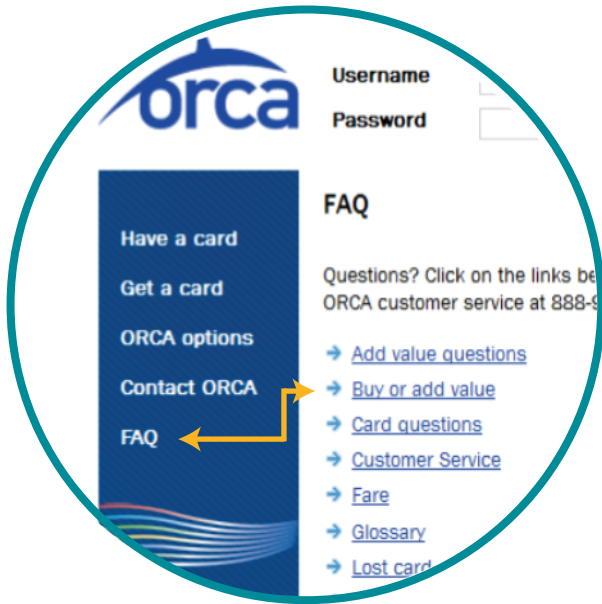 orca
Username
Password
Have a card
Get a card
ORCA options
Contact ORCA
FAQ
FAQ
Questions? Click on the links
ORCA customer service at 888-
Add value questions
Buy or add value
Card questions
Customer Service
Fare
Glossary
Lost card